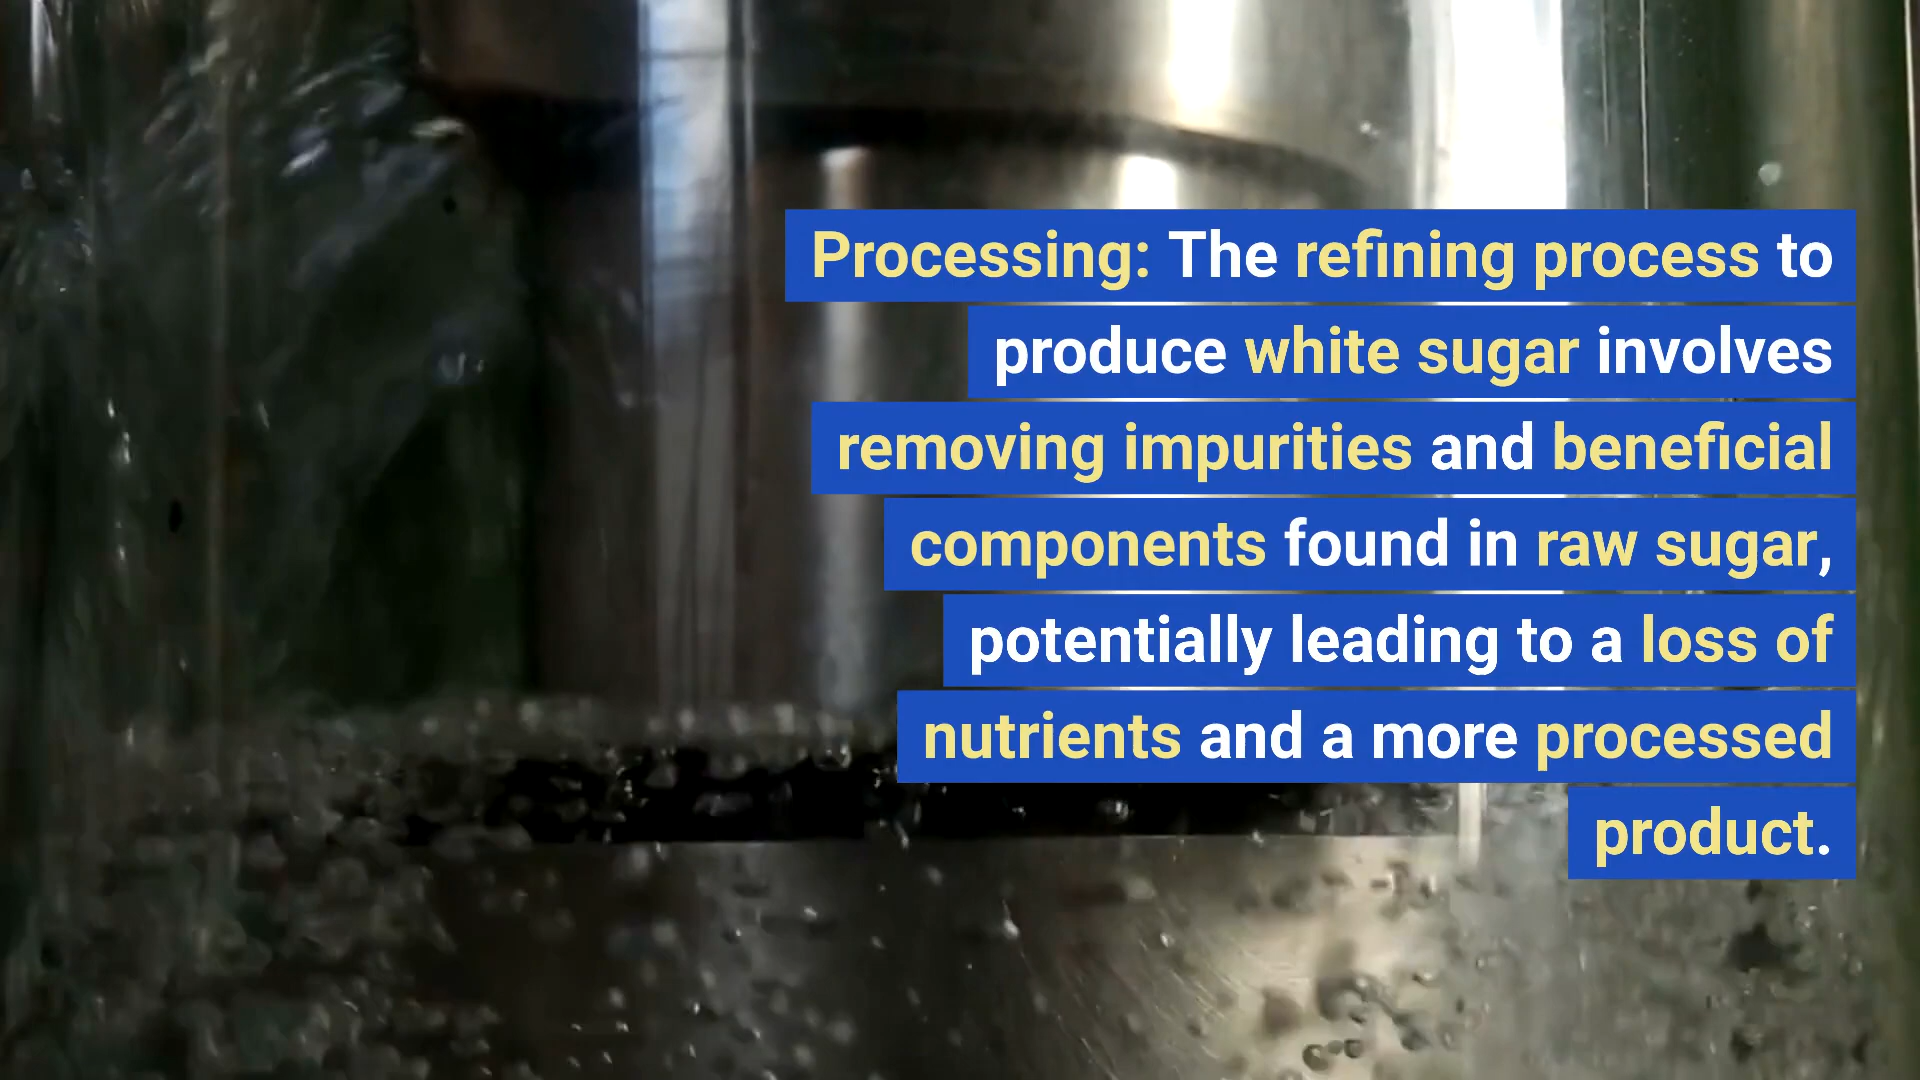 Processing: The refining process to
produce white sugar involves
removing impurities and beneficial
components found in raw sugar,
potentially leading to a loss of
nutrients and a more processed
product.